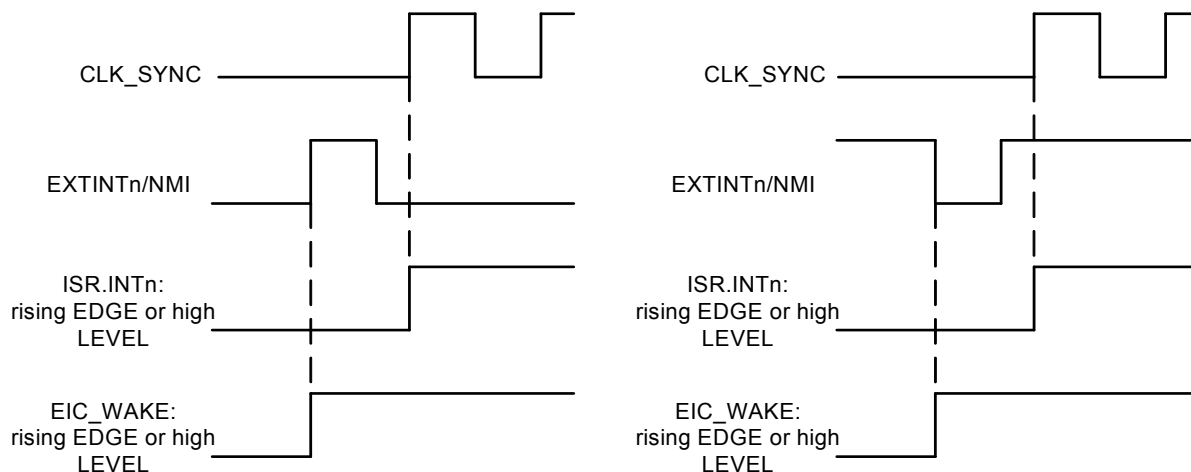 CLK_SYNC
EXTINTn/NMI
ISR.INTn:
rising EDGE or high
LEVEL
EIC_WAKE:
rising EDGE or high
LEVEL
CLK_SYNC
EXTINTn/NMI
ISR.INTn:
rising EDGE or high
LEVEL
EIC_WAKE:
rising EDGE or high
LEVEL